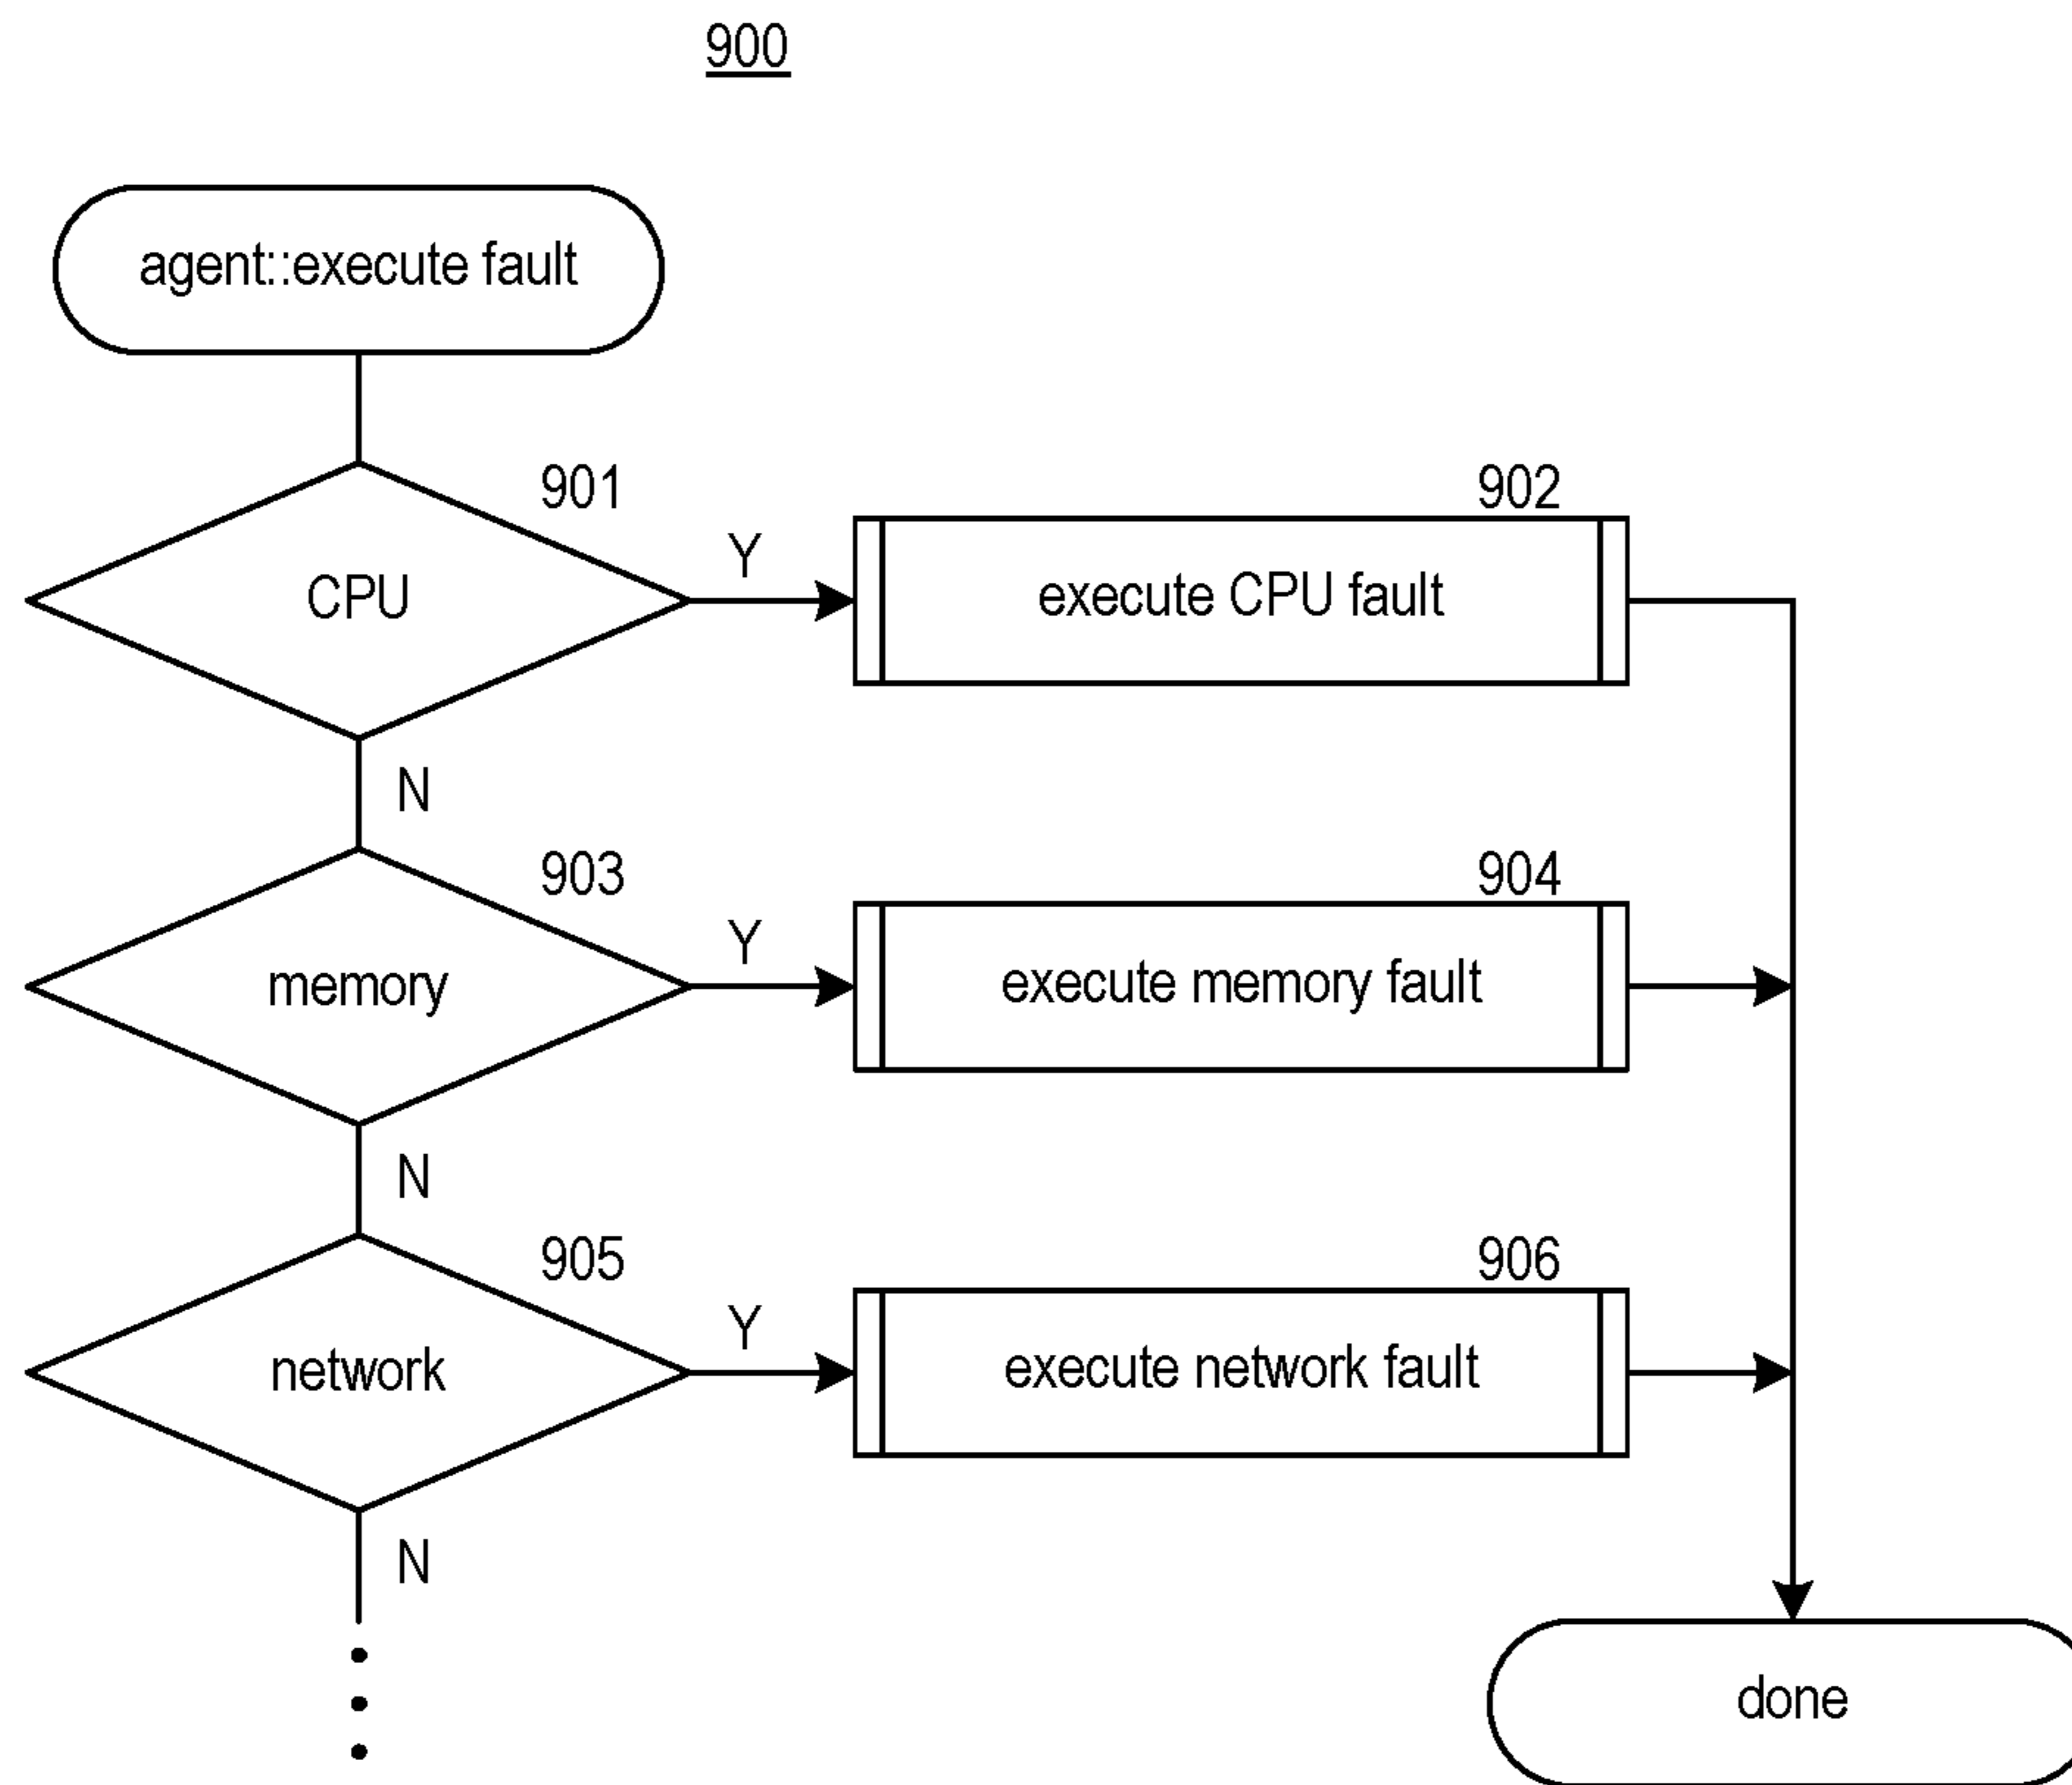 900
agent::execute fault
901
902
CPU
Y
execute CPU fault
N
903
904
memory
Y
execute memory fault
N
905
906
network
Y
execute network fault
N
done